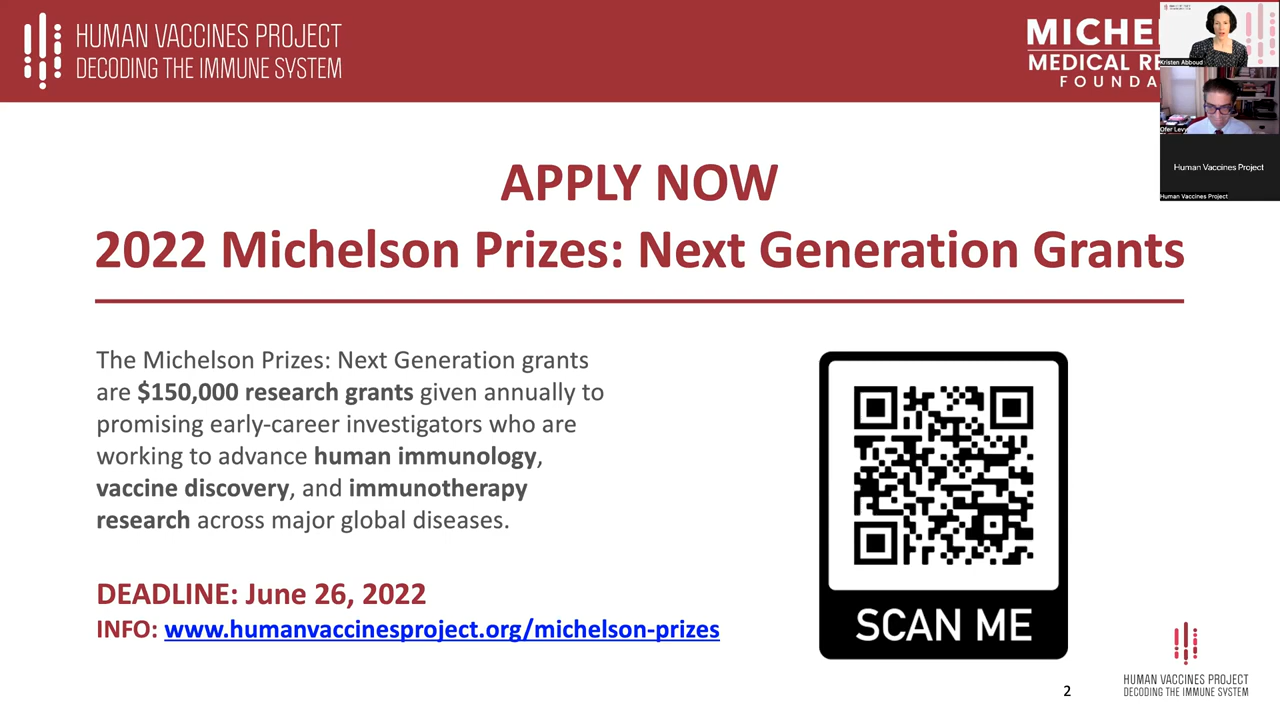 HUMAN VACCINES PROJECT
DECODING THE IMMUNE SYSTEM
MEDICAL
Kristen Abboud
Ofer Levy
Human Vaccines Project
Human Vaccines Project
APPLY NOW
2022 Michelson Prizes: Next Generation Grants
The Michelson Prizes: Next Generation grants
are $150,000 research grants given annually to
promising early-career investigators who are
working to advance human immunology,
vaccine discovery, and immunotherapy
research across major global diseases.
DEADLINE: June 26, 2022
INFO: www.humanvaccinesproject.org/michelson-prizes
SCAN ME
2
HUMAN VACCINES PROJECT
DECODING THE IMMUNE SYSTEM